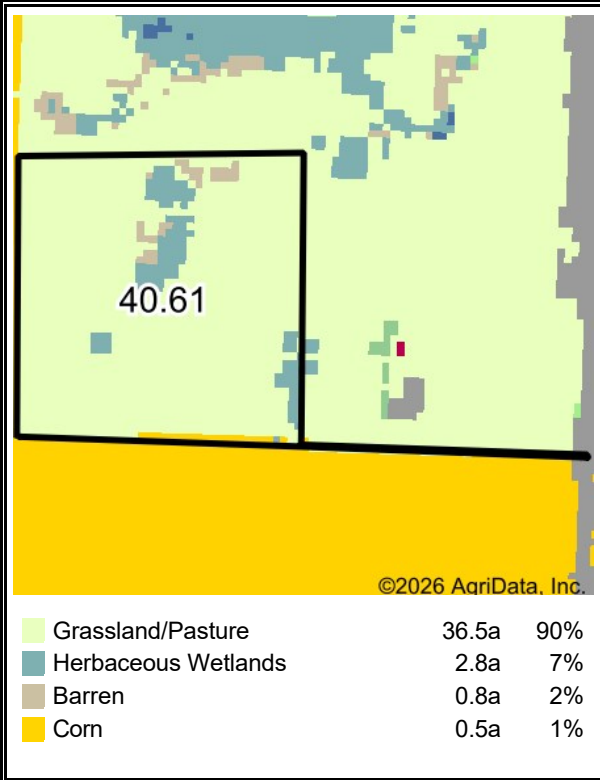 40.61
©2026 AgriData, Inc.
Grassland/Pasture 36.5a 90%
Herbaceous Wetlands 2.8a 7%
Barren 0.8a 2%
Corn 0.5a 1%